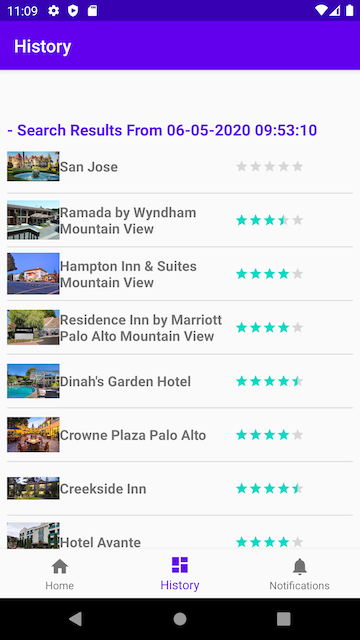 11:09
History
- Search Results From 06-05-2020 09:53:10
San Jose
Ramada by Wyndham
Mountain View
Hampton Inn & Suites
Mountain View
Residence Inn by Marriott
Palo Alto Mountain View
Dinah's Garden Hotel
Crowne Plaza Palo Alto
Creekside Inn
Hotel Avante
Home
History
Notifications